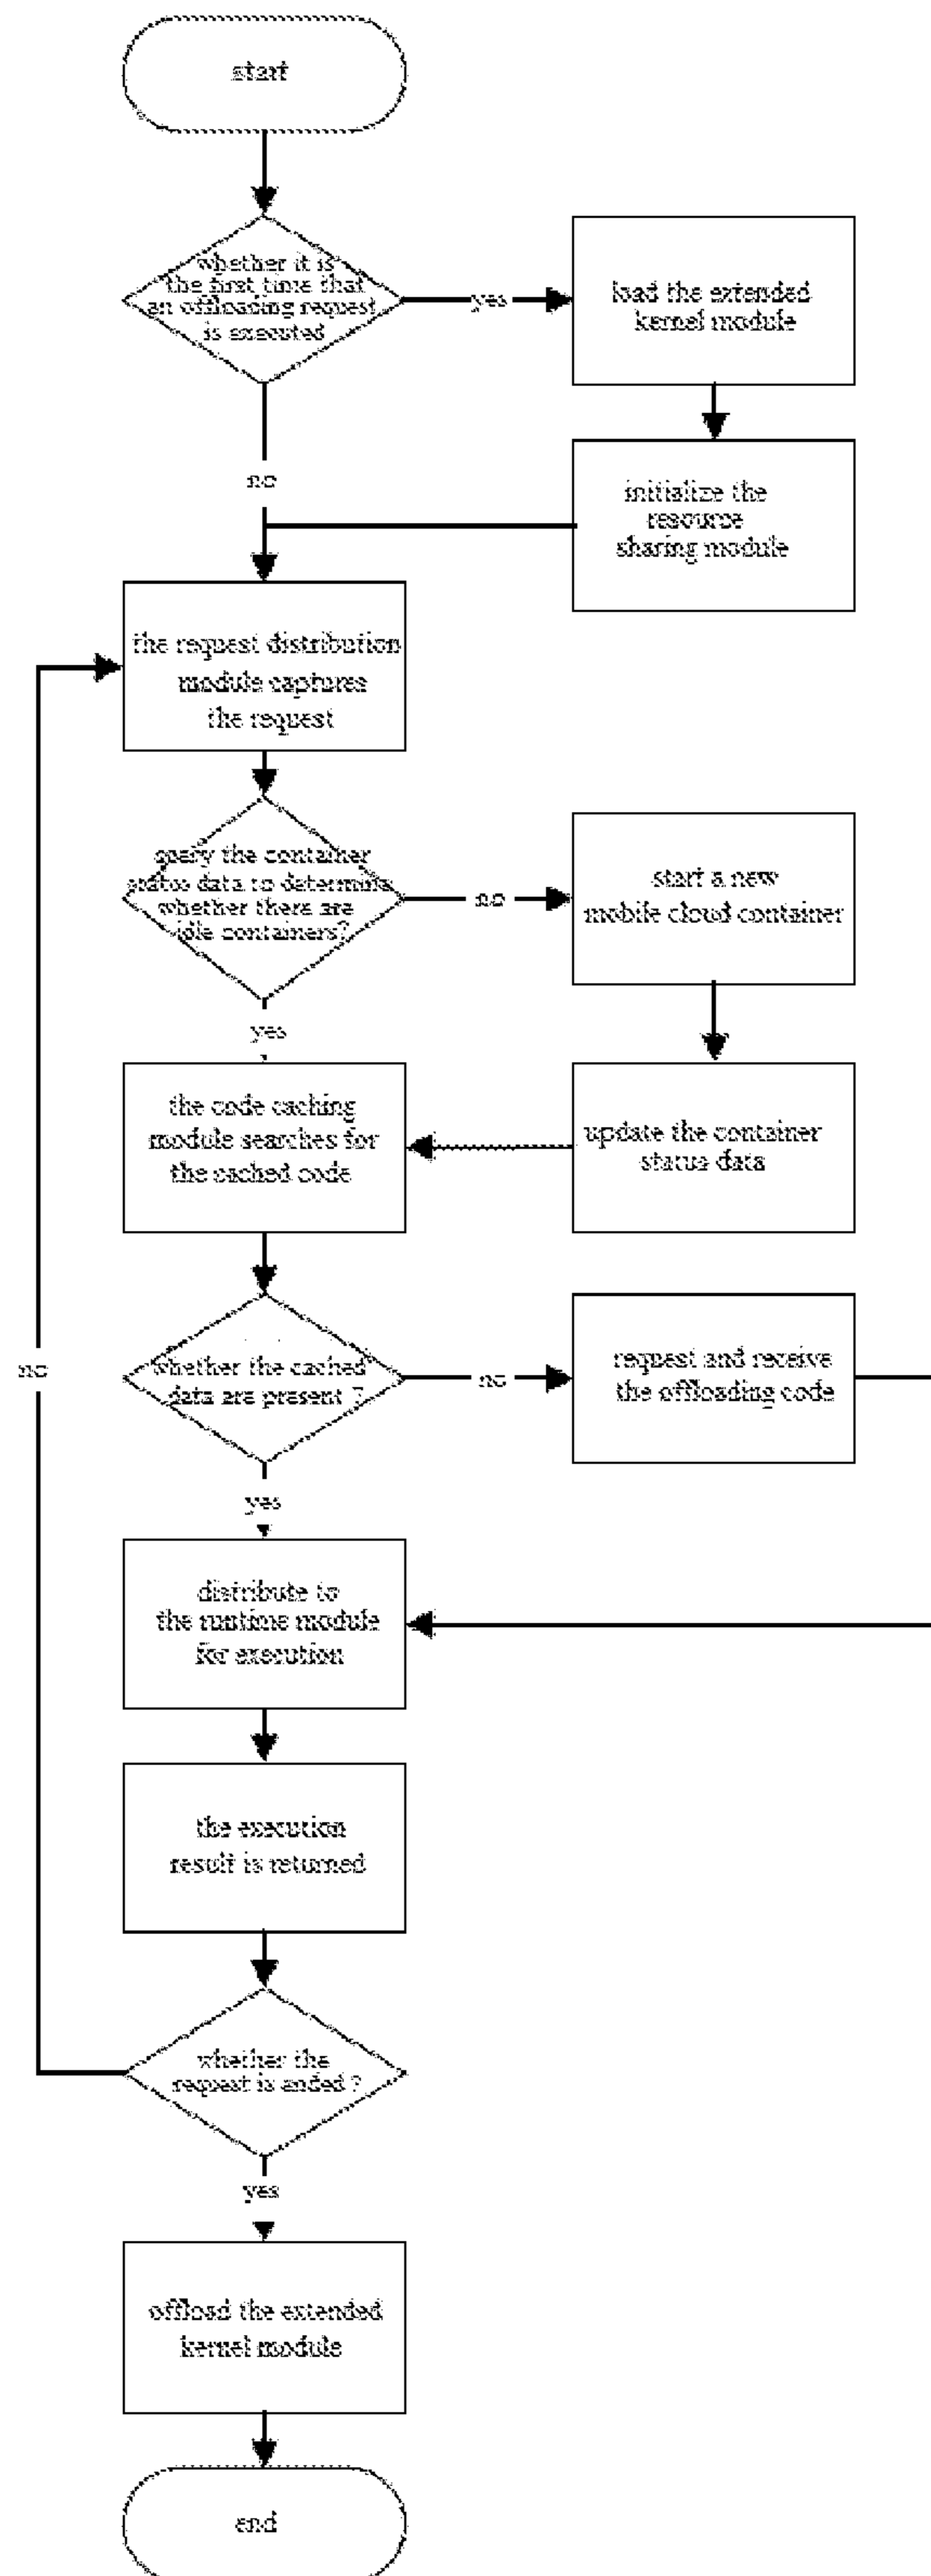 start
whether it is
the first time that
an offloading request
is executed
yes
load the extended
kernel module
no
initialize the
resource
sharing module
the request distribution
module captures
the request
query the container
status data to determine
whether there are
idle containers?
no
start a new
mobile cloud container
yes
the code caching
module searches for
the cached code
update the container
status data
whether the cached
data are present ?
no
request and receive
the offloading code
no
yes
distribute to
the runtime module
for execution
the execution
result is returned
whether the
request is ended ?
yes
offload the extended
kernel module
end